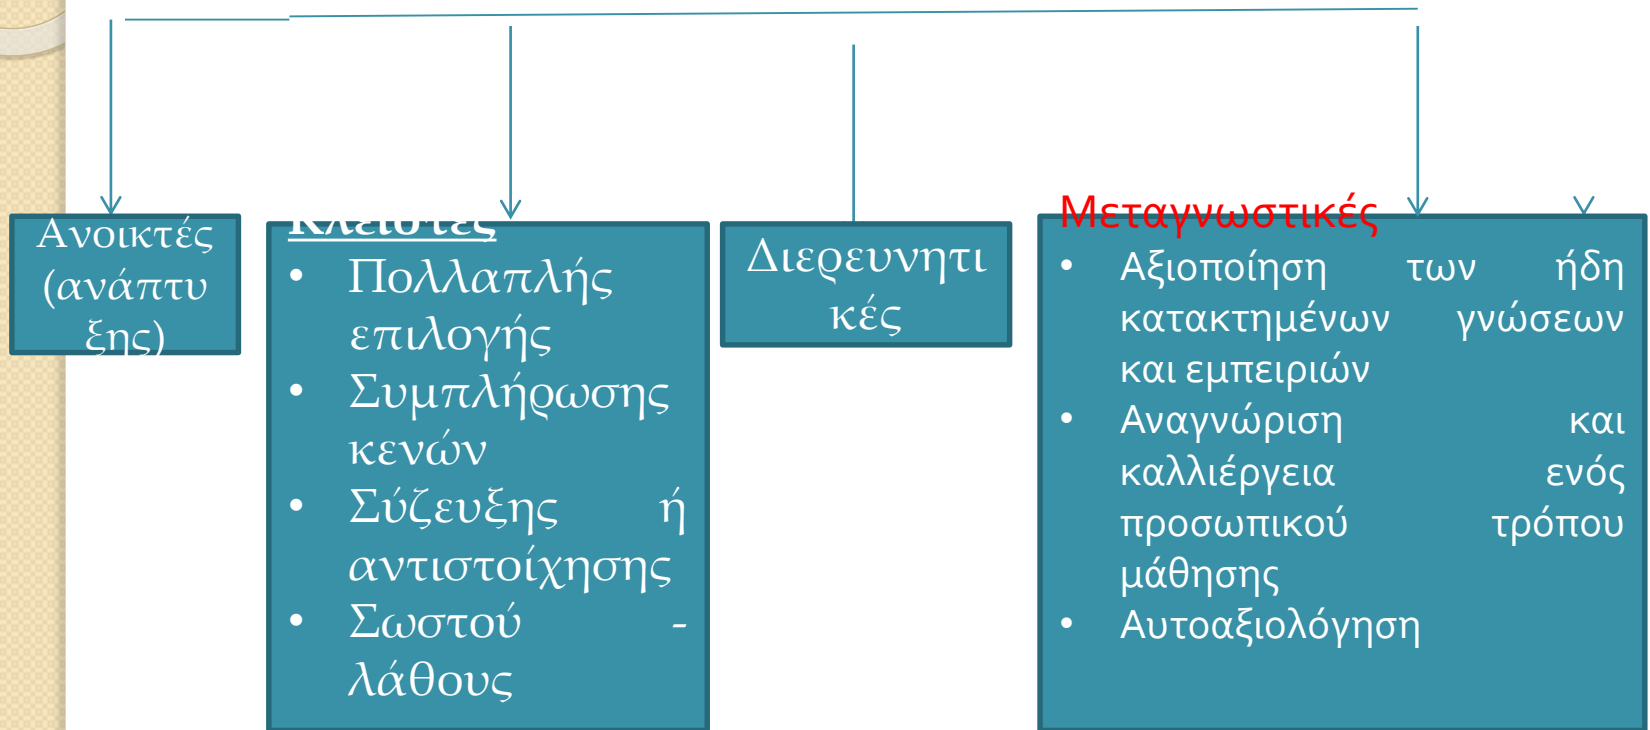 Ανοικτές
(ανάπτυ
ξης)
Κλειστές
• Πολλαπλής
επιλογής
• Συμπλήρωσης
κενών
• Σύζευξης ή
αντιστοίχησης
• Σωστού -
λάθους
Διερευνητι
κές
Μεταγνωστικές
• Αξιοποίηση των ήδη
κατακτημένων γνώσεων
και εμπειριών
• Αναγνώριση και
καλλιέργεια ενός
προσωπικού τρόπου
μάθησης
• Αυτοαξιολόγηση